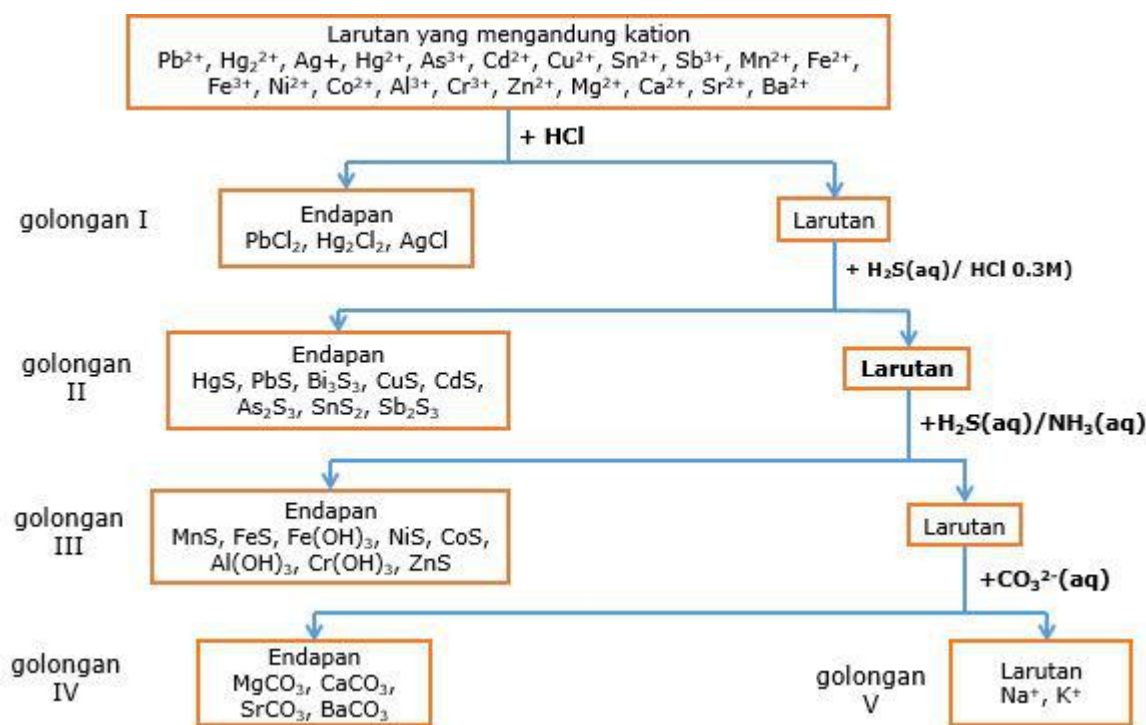 Larutan yang mengandung kation
Pb²⁺, Hg₂²⁺, Ag+, Hg²⁺, As³⁺, Cd²⁺, Cu²⁺, Sn²⁺, Sb³⁺, Mn²⁺, Fe²⁺,
Fe³⁺, Ni²⁺, Co²⁺, Al³⁺, Cr³⁺, Zn²⁺, Mg²⁺, Ca²⁺, Sr²⁺, Ba²⁺
+ HCl
golongan I
Endapan
PbCl₂, Hg₂Cl₂, AgCl
Larutan
+ H₂S(aq)/ HCl 0.3M)
golongan
II
Endapan
HgS, PbS, Bi₃S₃, CuS, CdS,
As₂S₃, SnS₂, Sb₂S₃
Larutan
+H₂S(aq)/NH₃(aq)
golongan
III
Endapan
MnS, FeS, Fe(OH)₃, NiS, CoS,
Al(OH)₃, Cr(OH)₃, ZnS
Larutan
+CO₃²⁻(aq)
golongan
IV
Endapan
MgCO₃, CaCO₃,
SrCO₃, BaCO₃
golongan
V
Larutan
Na⁺, K⁺